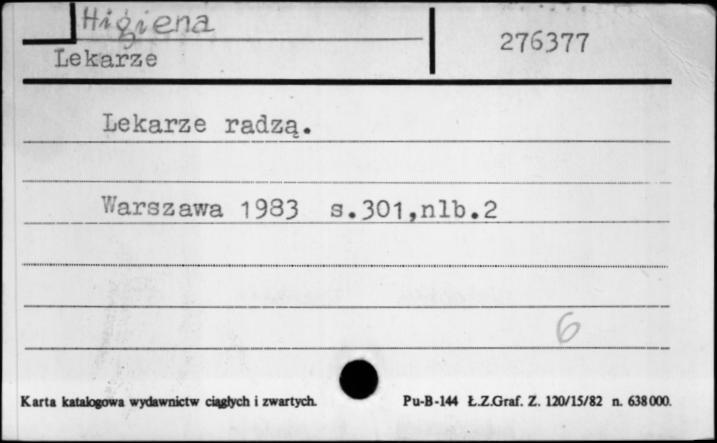 Higiena
276377
Lekarze
Lekarze radzą.
Warszawa 1983 s.301,nlb.2
6
Karta katalogowa wydawnictw ciągłych i zwartych.
Pu-B-144 Ł.Z.Graf. Z. 120/15/82 n. 638000.